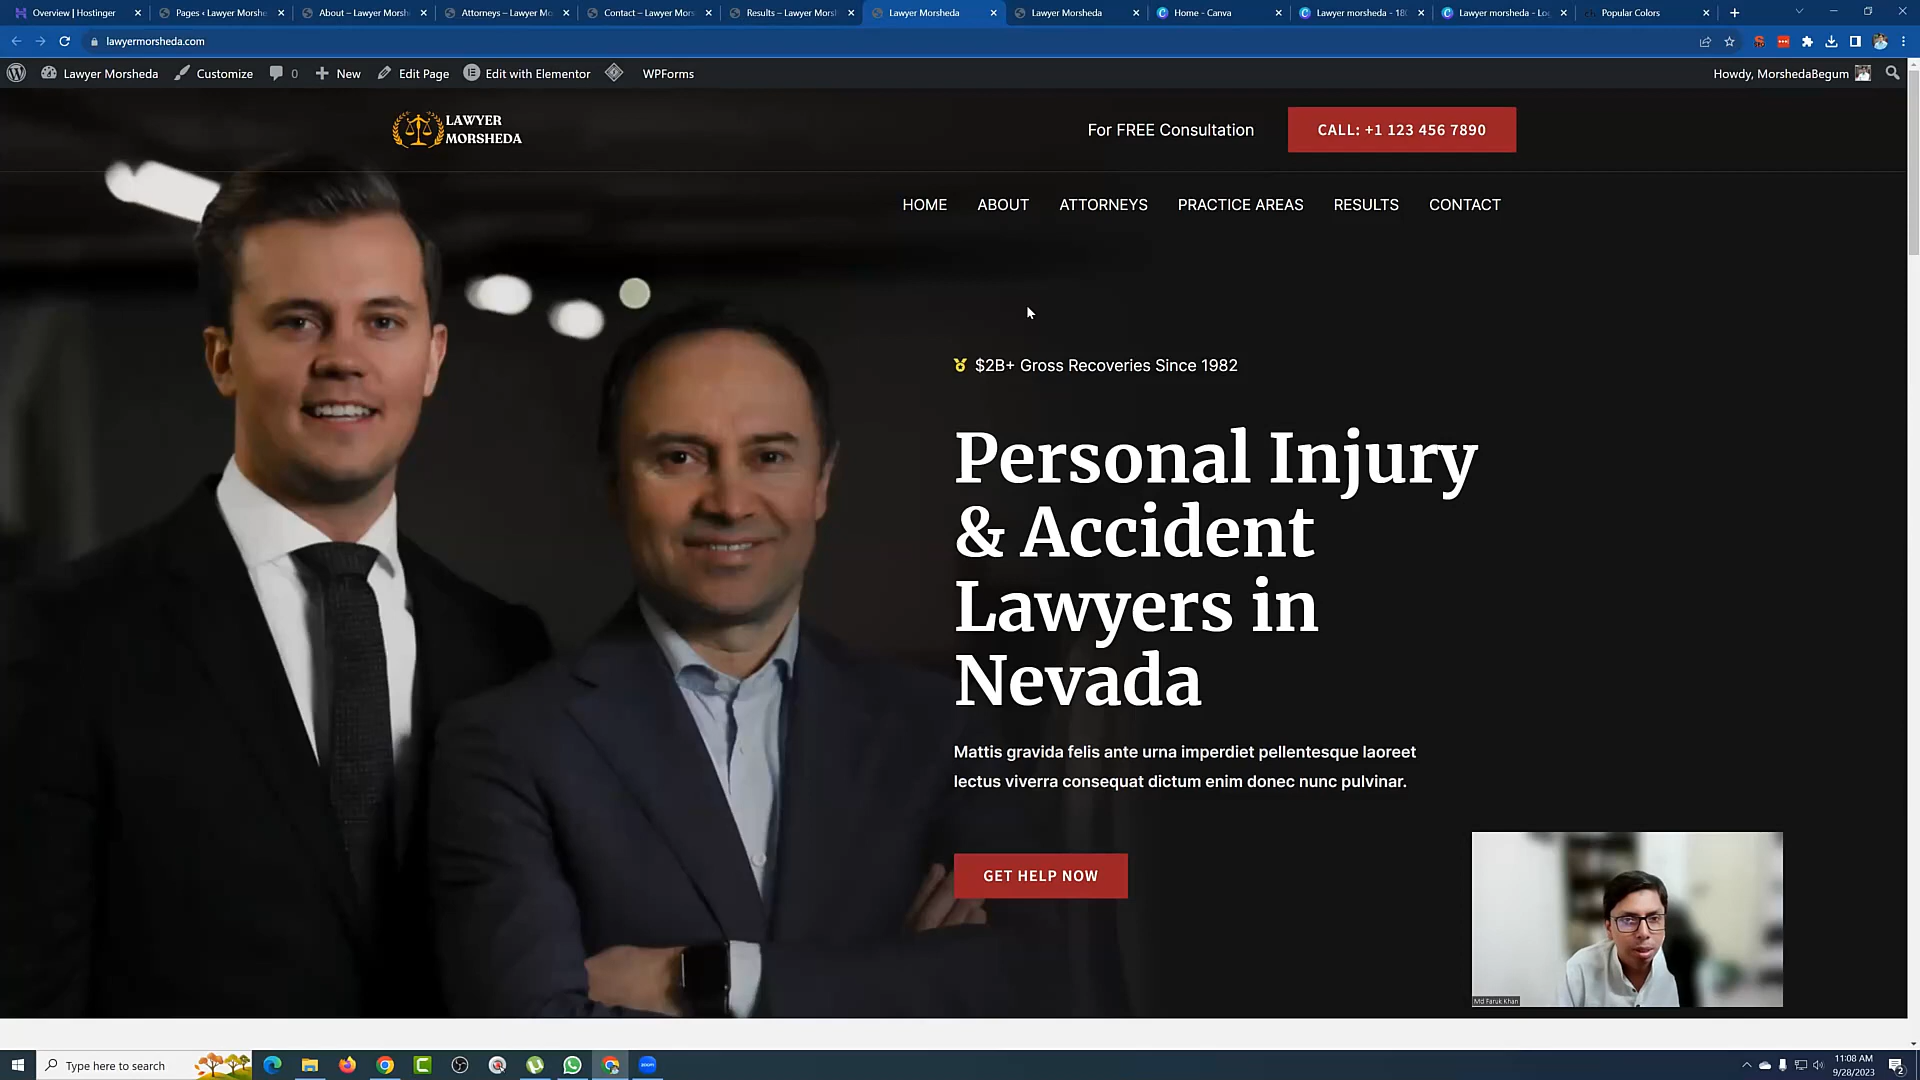 Overview | Hostinger
Pages ‹ Lawyer Morshe
About – Lawyer Morsh
Attorneys – Lawyer Mo
Contact – Lawyer Mors
Results – Lawyer Morsh
Lawyer Morsheda
Lawyer Morsheda
Home - Canva
Lawyer morsheda - 180
Lawyer morsheda - Lo
Popular Colors
lawyermorsheda.com
Lawyer Morsheda
Customize
0
New
Edit Page
Edit with Elementor
WPForms
Howdy, MorshedaBegum
LAWYER
MORSHEDA
For FREE Consultation
CALL: +1 123 456 7890
HOME
ABOUT
ATTORNEYS
PRACTICE AREAS
RESULTS
CONTACT
$2B+ Gross Recoveries Since 1982
Personal Injury
& Accident
Lawyers in
Nevada
Mattis gravida felis ante urna imperdiet pellentesque laoreet
lectus viverra consequat dictum enim donec nunc pulvinar.
GET HELP NOW
Md Faruk Khan
Type here to search
11:08 AM
9/28/2023
2